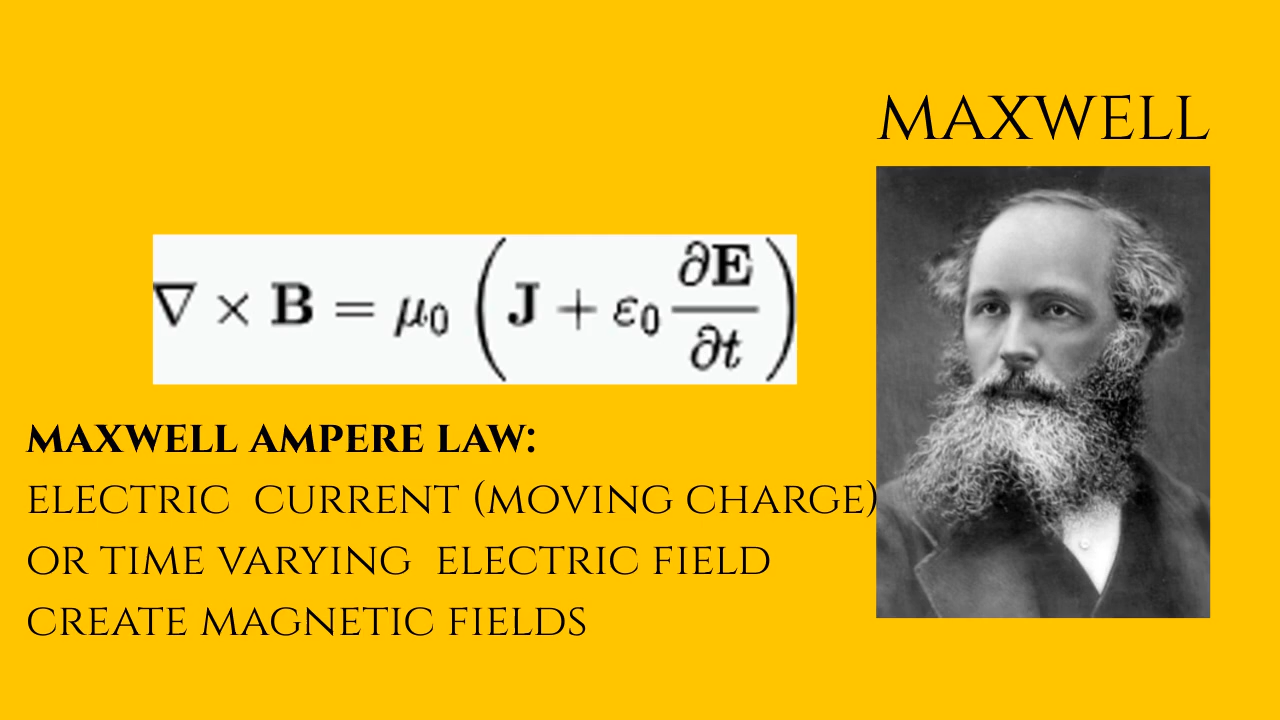 MAXWELL
∇ × B = μ₀ (J + ε₀ ∂E/∂t)
MAXWELL AMPERE LAW:
ELECTRIC CURRENT (MOVING CHARGE)
OR TIME VARYING ELECTRIC FIELD
CREATE MAGNETIC FIELDS